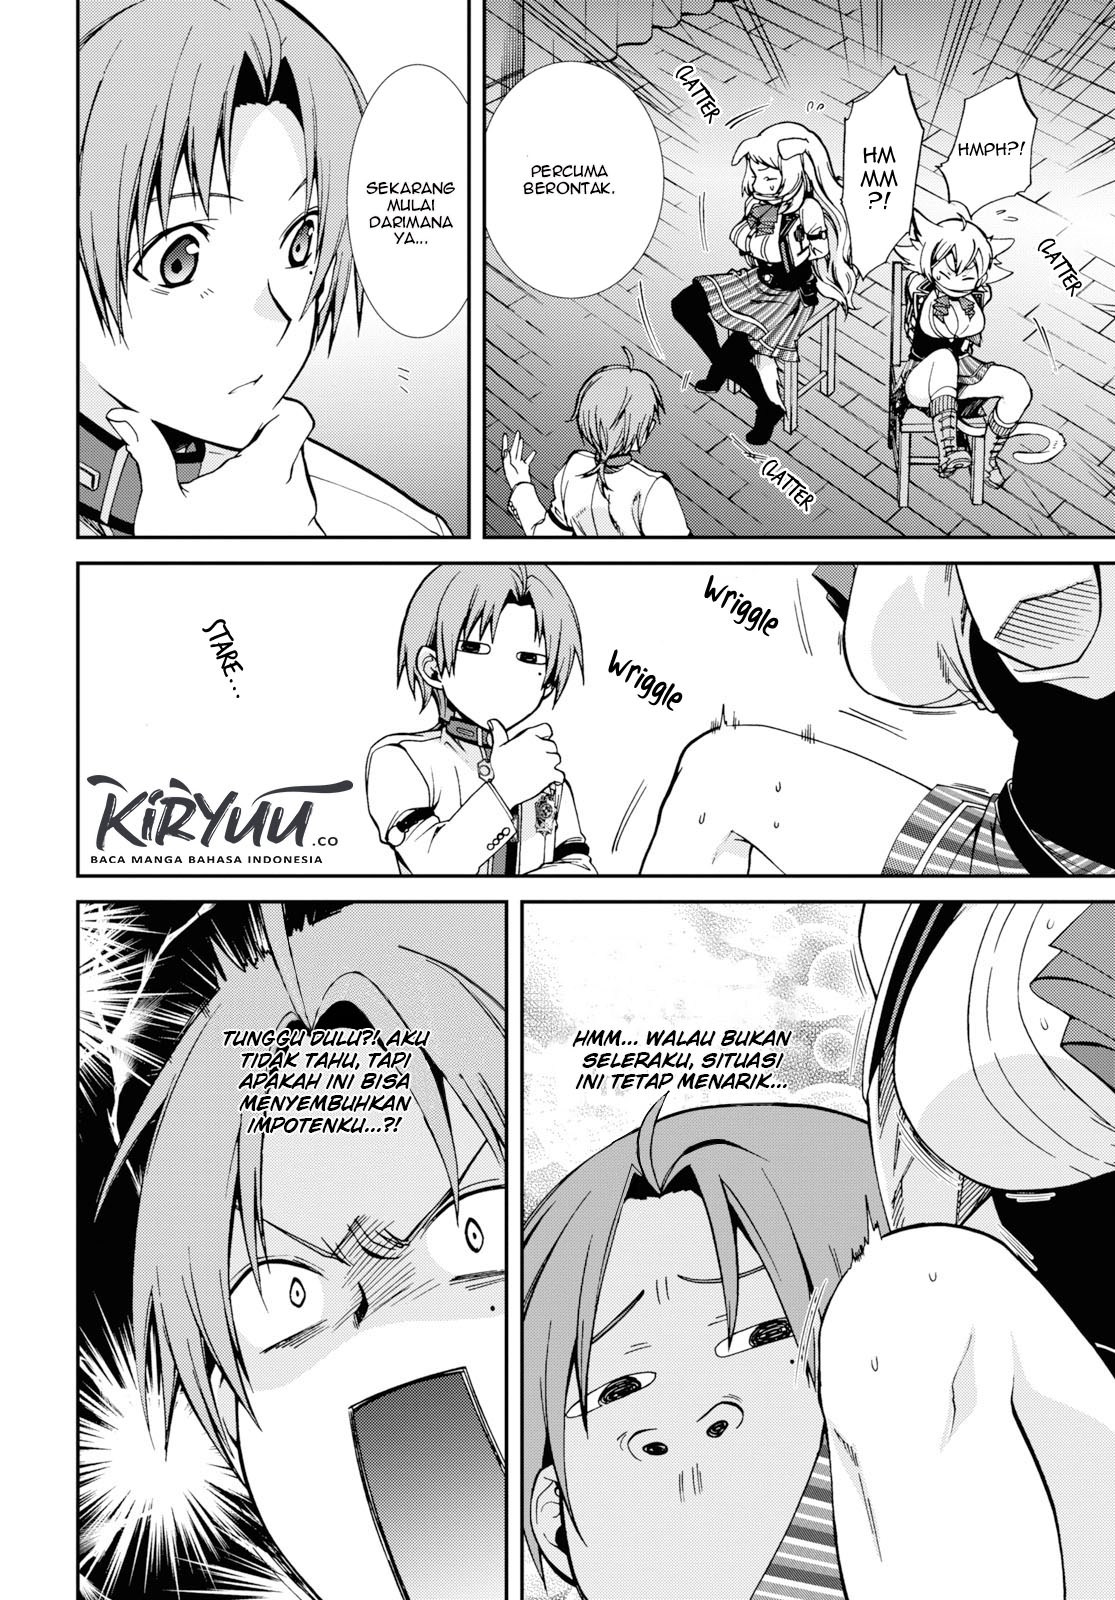 HMPH?!
HM
MM
?!
CLATTER
CLATTER
CLATTER
PERCUMA
BERONTAK.
SEKARANG
MULAI
DARIMANA
YA...
Wriggle
Wriggle
STARE...
KIRYUU.CO
BACA MANGA BAHASA INDONESIA
HMM... WALAU BUKAN
SELERAKU, SITUASI
INI TETAP MENARIK...
TUNGGU DULU?! AKU
TIDAK TAHU, TAPI
APAKAH INI BISA
MENYEMBUHKAN
IMPOTENKU...?!